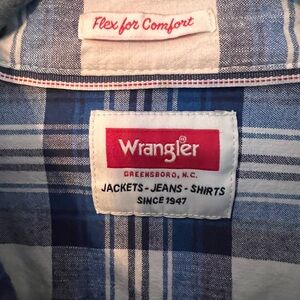 Flex for Comfort
Wrangler®
GREENSBORO, N.C.
JACKETS - JEANS - SHIRTS
SINCE 1947